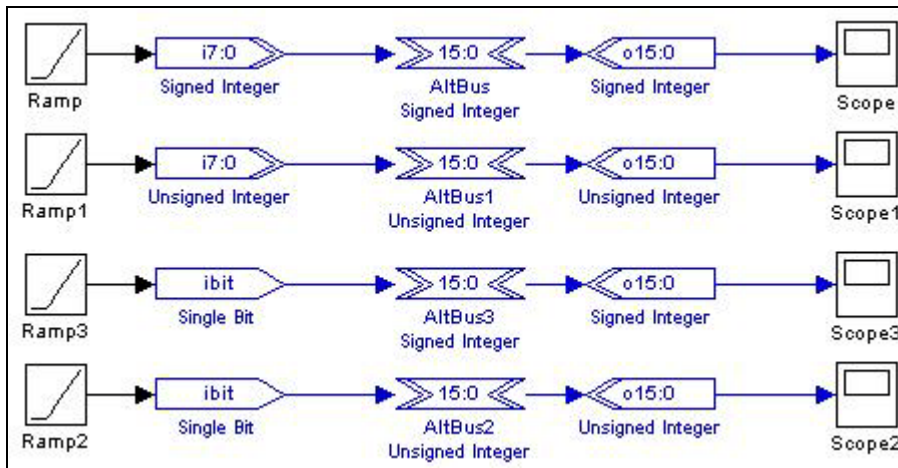 i7:0 15:0 o15:0
Signed Integer AltBus Signed Integer
Ramp Signed Integer Scope
i7:0 15:0 o15:0
Unsigned Integer AltBus1 Unsigned Integer
Ramp1 Unsigned Integer Scope1
ibit 15:0 o15:0
Single Bit AltBus3 Signed Integer
Ramp3 Signed Integer Scope3
ibit 15:0 o15:0
Single Bit AltBus2 Unsigned Integer
Ramp2 Unsigned Integer Scope2